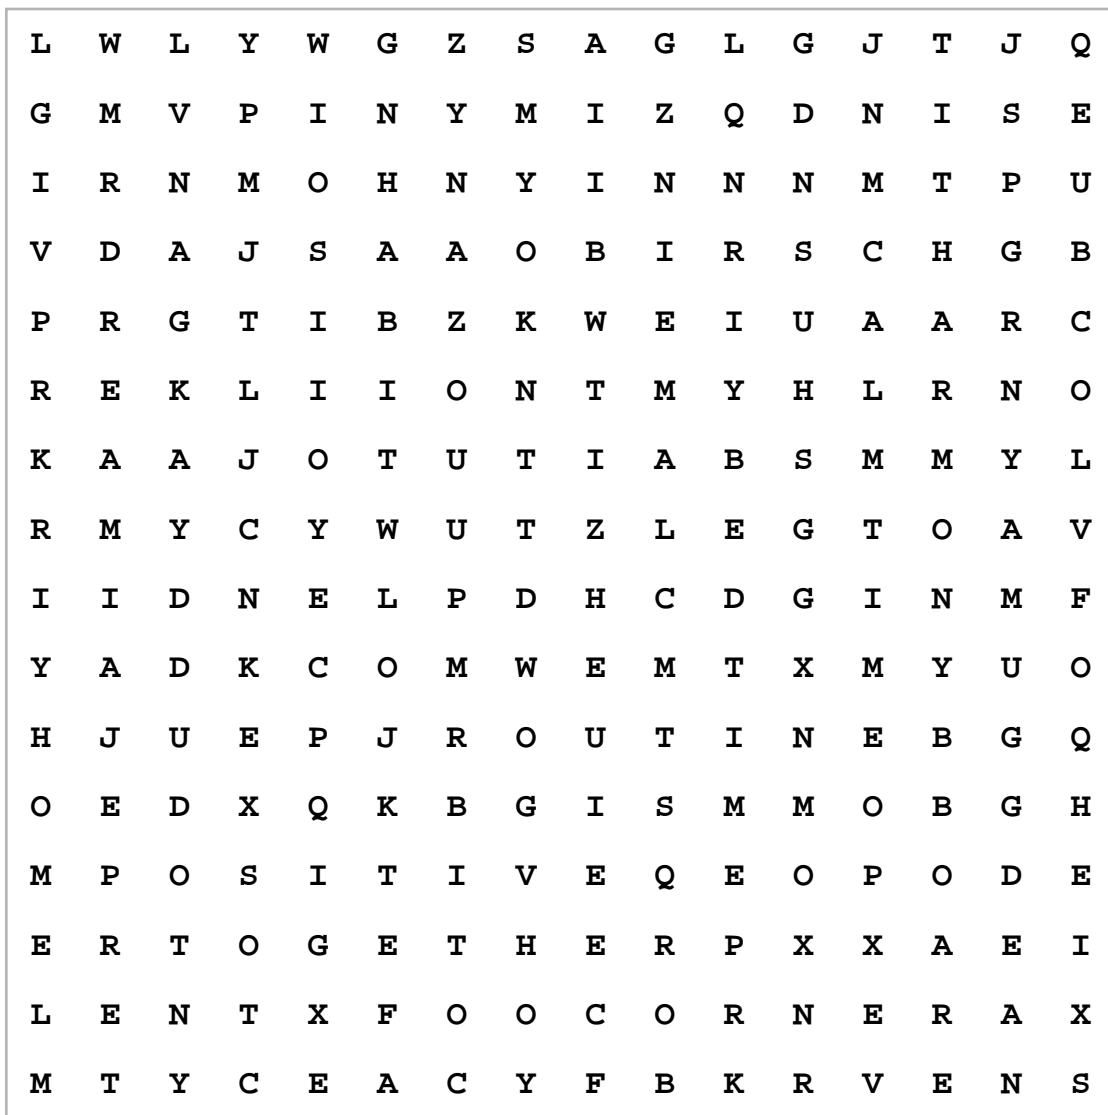 L W L Y W G Z S A G L G J T J Q
G M V P I N Y M I Z Q D N I S E
I R N M O H N Y I N N N M T P U
V D A J S A A O B I R S C H G B
P R G T I B Z K W E I U A A R C
R E K L I I O N T M Y H L R N O
K A A J O T U T I A B S M M Y L
R M Y C Y W U T Z L E G T O A V
I I D N E L P D H C D G I N M F
Y A D K C O M W E M T X M Y U O
H J U E P J R O U T I N E B G Q
O E D X Q K B G I S M M O B G H
M P O S I T I V E Q E O P O D E
E R T O G E T H E R P X X A E I
L E N T X F O O C O R N E R A X
M T Y C E A C Y F B K R V E N S